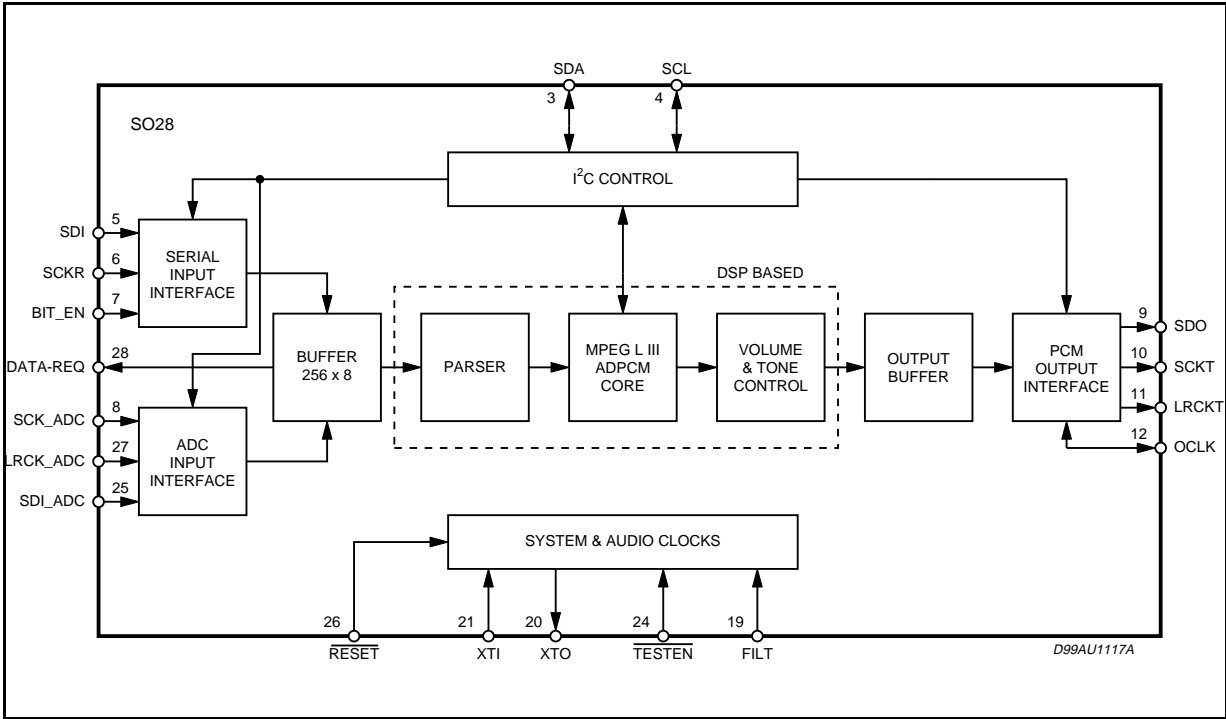 SDA
SCL
3
4
SO28
I²C CONTROL
SDI
5
SCKR
6
BIT_EN
7
SERIAL
INPUT
INTERFACE
DATA-REQ
28
BUFFER
256 x 8
DSP BASED
PARSER
MPEG L III
ADPCM
CORE
VOLUME
& TONE
CONTROL
OUTPUT
BUFFER
PCM
OUTPUT
INTERFACE
9
SDO
10
SCKT
11
LRCKT
12
OCLK
SCK_ADC
8
LRCK_ADC
27
SDI_ADC
25
ADC
INPUT
INTERFACE
SYSTEM & AUDIO CLOCKS
26
21
20
24
19
RESET
XTI
XTO
TESTEN
FILT
D99AU1117A